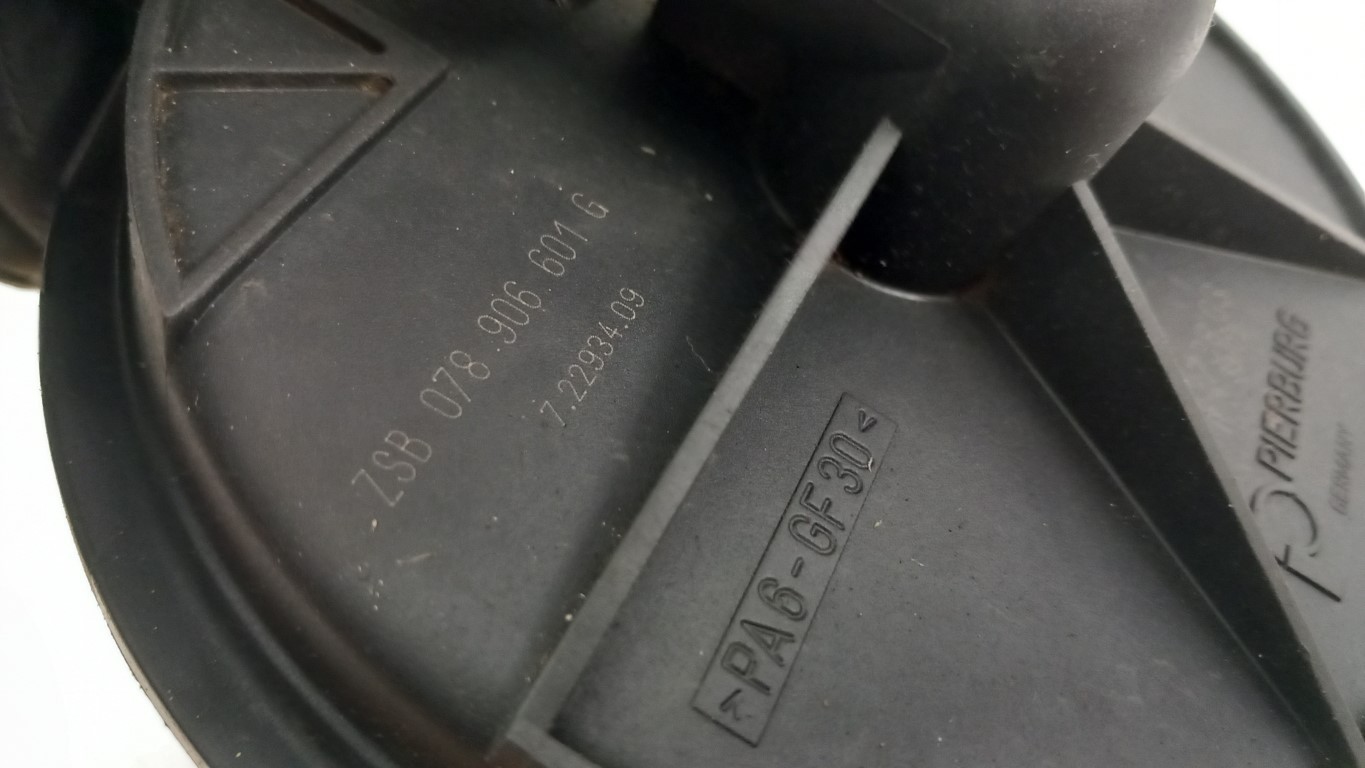 ZSB 078 906 601 G
7.22934.09
>PA6-GF30<
PIERBURG
GERMANY